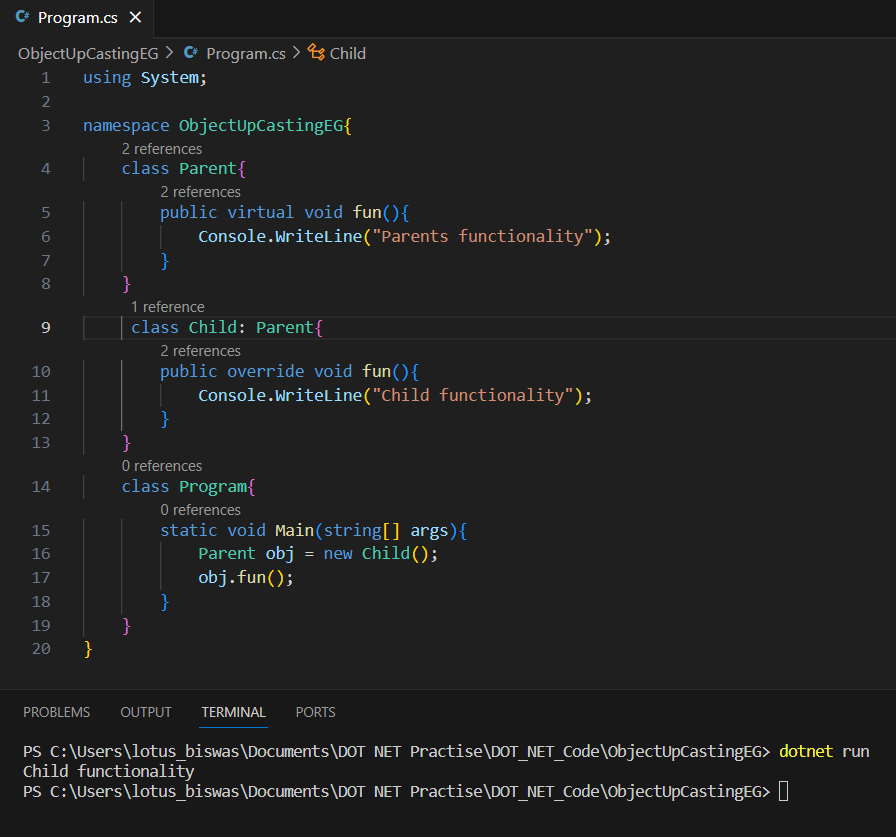 Program.cs
ObjectUpCastingEG > Program.cs > Child
1 using System;
2
3 namespace ObjectUpCastingEG{
2 references
4 class Parent{
2 references
5 public virtual void fun(){
6 Console.WriteLine("Parents functionality");
7 }
8 }
1 reference
9 class Child: Parent{
2 references
10 public override void fun(){
11 Console.WriteLine("Child functionality");
12 }
13 }
0 references
14 class Program{
0 references
15 static void Main(string[] args){
16 Parent obj = new Child();
17 obj.fun();
18 }
19 }
20 }
PROBLEMS OUTPUT TERMINAL PORTS
PS C:\Users\lotus_biswas\Documents\DOT NET Practise\DOT_NET_Code\ObjectUpCastingEG> dotnet run
Child functionality
PS C:\Users\lotus_biswas\Documents\DOT NET Practise\DOT_NET_Code\ObjectUpCastingEG>